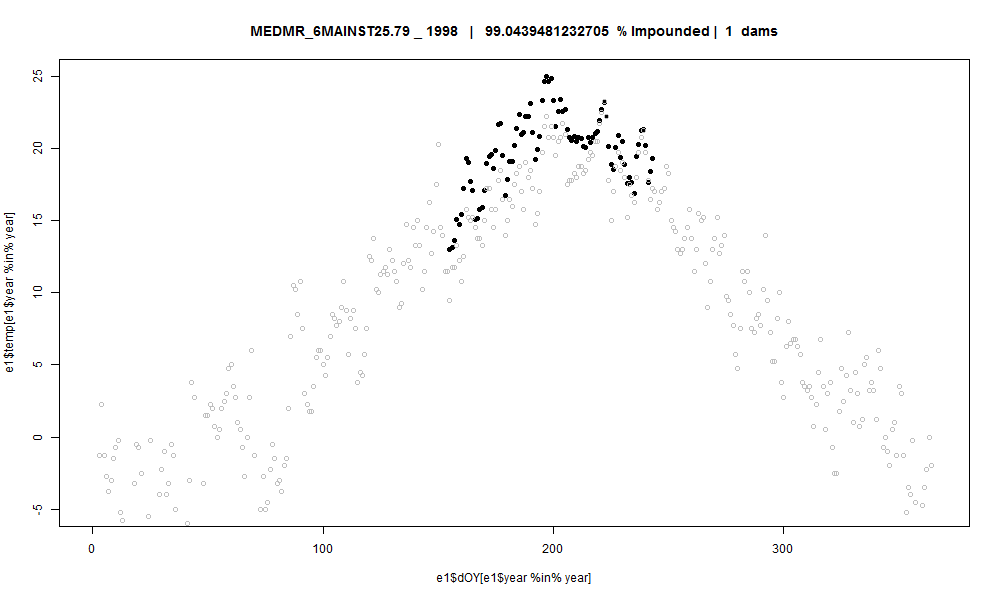 MEDMR_6MAINST25.79 _ 1998 | 99.0439481232705 % Impounded | 1 dams
e1$temp[e1$year %in% year]
25
20
15
10
5
0
-5
0 100 200 300
e1$dOY[e1$year %in% year]